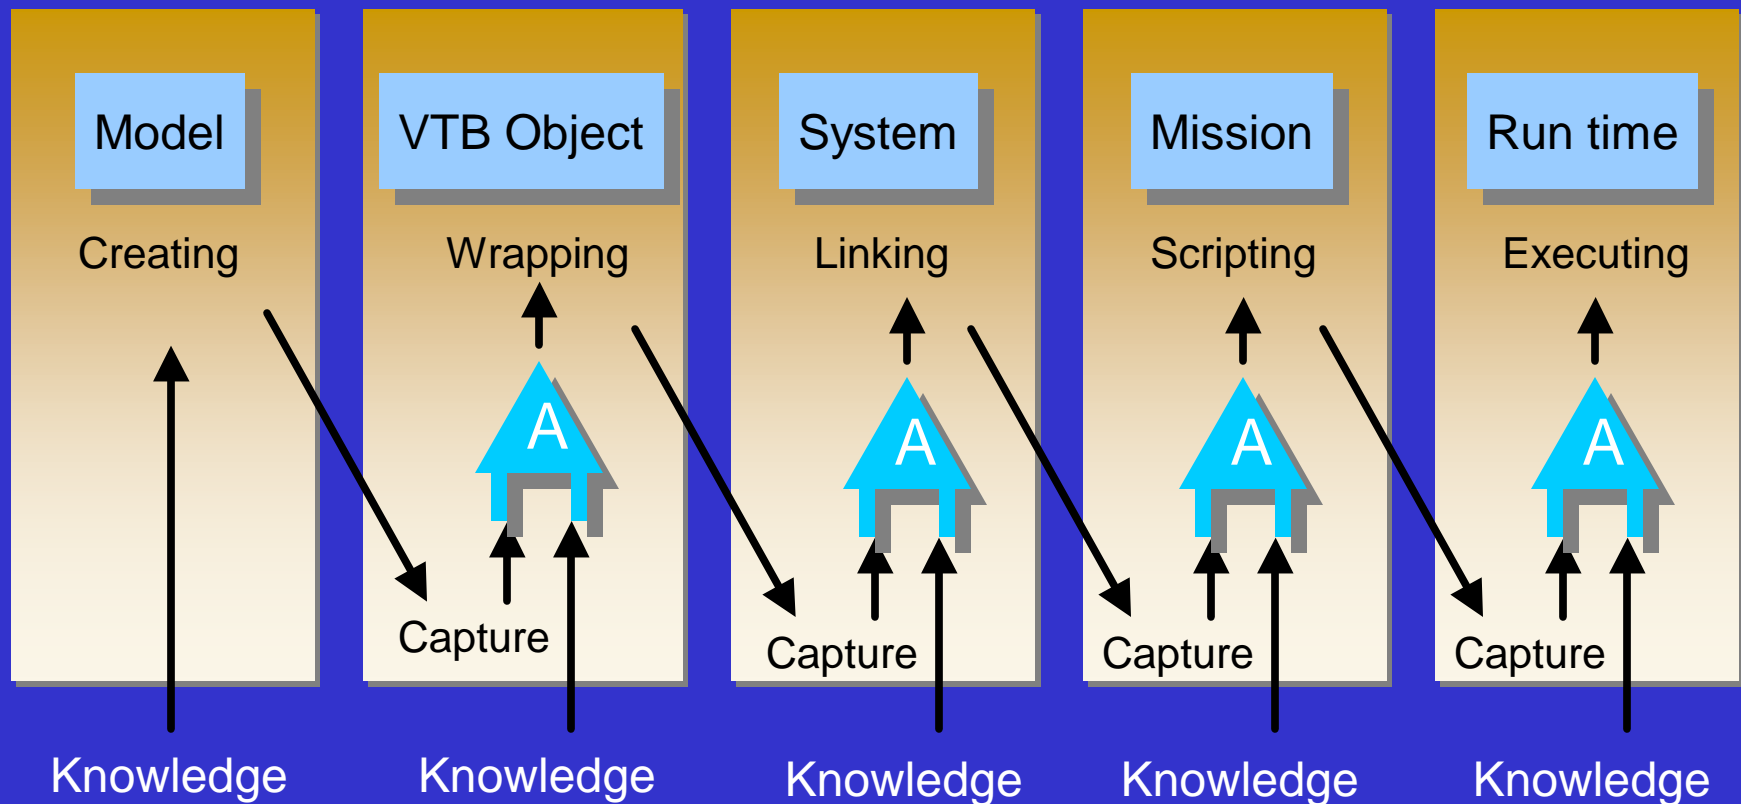 Model
VTB Object
System
Mission
Run time
Creating
Wrapping
Linking
Scripting
Executing
A
A
A
A
Capture
Capture
Capture
Capture
Knowledge
Knowledge
Knowledge
Knowledge
Knowledge